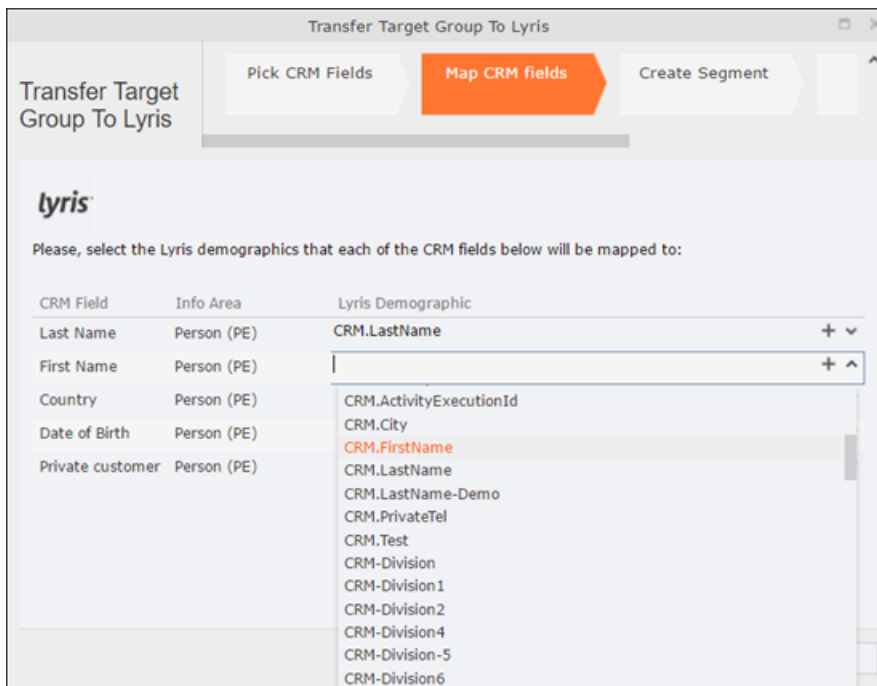 Transfer Target Group To Lyris
Transfer Target
Group To Lyris
Pick CRM Fields
Map CRM fields
Create Segment
lyris
Please, select the Lyris demographics that each of the CRM fields below will be mapped to:
CRM Field Info Area Lyris Demographic
Last Name Person (PE) CRM.LastName
First Name Person (PE)
Country Person (PE)
Date of Birth Person (PE)
Private customer Person (PE)
CRM.ActivityExecutionId
CRM.City
CRM.FirstName
CRM.LastName
CRM.LastName-Demo
CRM.PrivateTel
CRM.Test
CRM-Division
CRM-Division1
CRM-Division2
CRM-Division4
CRM-Division-5
CRM-Division6